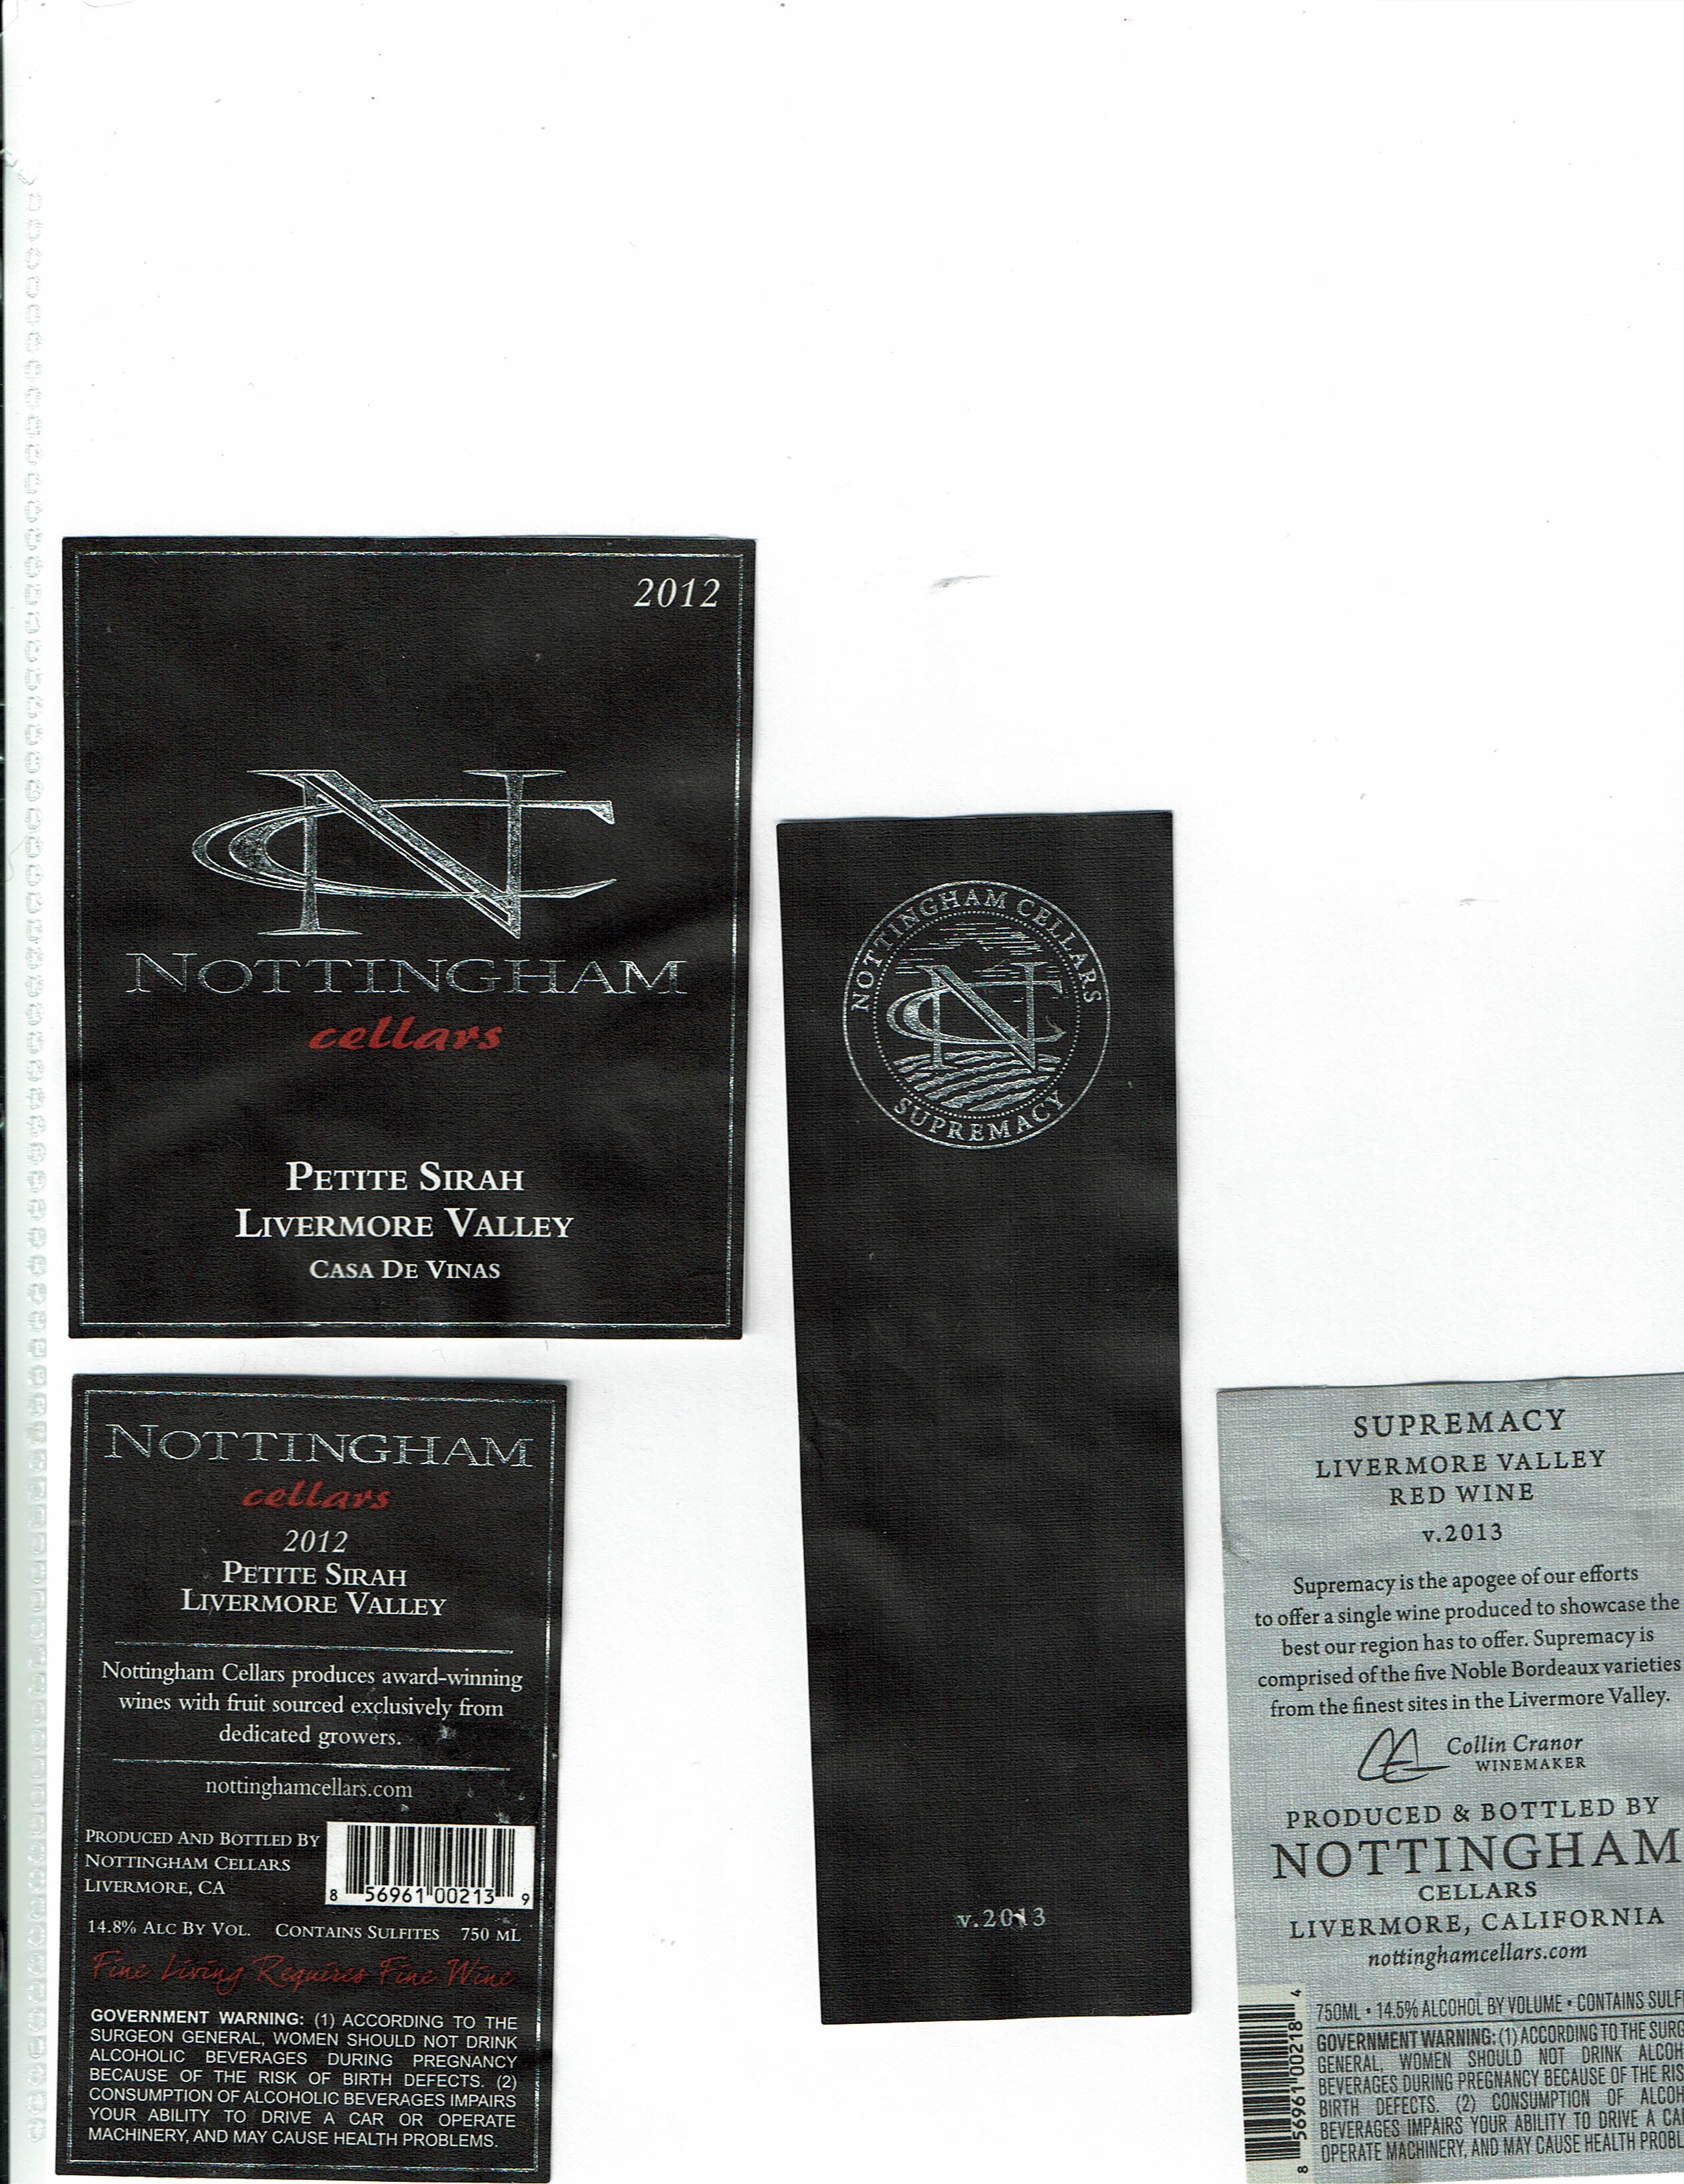 2012
NC
NOTTINGHAM
cellars
PETITE SIRAH
LIVERMORE VALLEY
CASA DE VINAS
NOTTINGHAM
cellars
2012
PETITE SIRAH
LIVERMORE VALLEY
Nottingham Cellars produces award-winning
wines with fruit sourced exclusively from
dedicated growers.
nottinghamcellars.com
PRODUCED AND BOTTLED BY
NOTTINGHAM CELLARS
LIVERMORE, CA
8 56961 00213 9
14.8% ALC BY VOL. CONTAINS SULFITES 750 ML
Fine Living Requires Fine Wine
GOVERNMENT WARNING: (1) ACCORDING TO THE
SURGEON GENERAL, WOMEN SHOULD NOT DRINK
ALCOHOLIC BEVERAGES DURING PREGNANCY
BECAUSE OF THE RISK OF BIRTH DEFECTS. (2)
CONSUMPTION OF ALCOHOLIC BEVERAGES IMPAIRS
YOUR ABILITY TO DRIVE A CAR OR OPERATE
MACHINERY, AND MAY CAUSE HEALTH PROBLEMS.
NOTTINGHAM CELLARS
NC
SUPREMACY
v.2013
SUPREMACY
LIVERMORE VALLEY
RED WINE
v.2013
Supremacy is the apogee of our efforts
to offer a single wine produced to showcase the
best our region has to offer. Supremacy is
comprised of the five Noble Bordeaux varieties
from the finest sites in the Livermore Valley.
Collin Cranor
WINEMAKER
PRODUCED & BOTTLED BY
NOTTINGHAM
CELLARS
LIVERMORE, CALIFORNIA
nottinghamcellars.com
8 56961 00218 4
750ML • 14.5% ALCOHOL BY VOLUME • CONTAINS SULF
GOVERNMENT WARNING: (1) ACCORDING TO THE SURG
GENERAL, WOMEN SHOULD NOT DRINK ALCOH
BEVERAGES DURING PREGNANCY BECAUSE OF THE RIS
BIRTH DEFECTS. (2) CONSUMPTION OF ALCOH
BEVERAGES IMPAIRS YOUR ABILITY TO DRIVE A CA
OPERATE MACHINERY, AND MAY CAUSE HEALTH PROBL